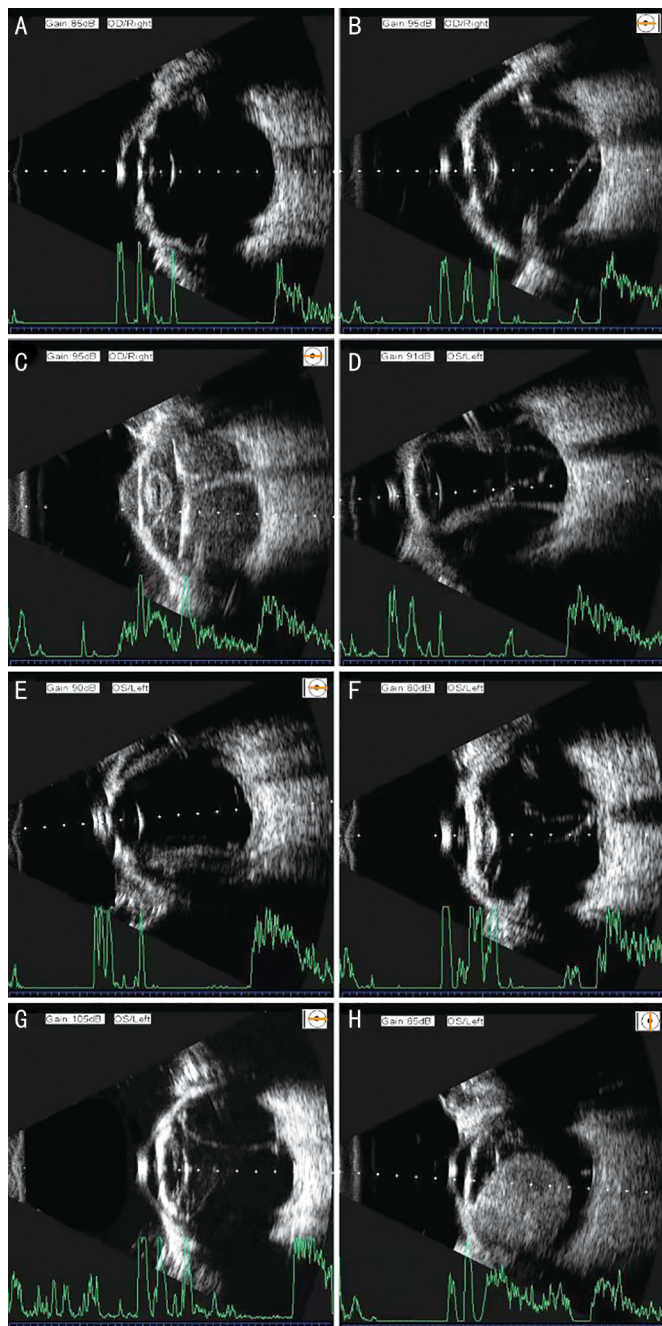 A Gain:85dB OD/Right
B Gain:95dB OD/Right
C Gain:95dB OD/Right
D Gain:91dB OS/Left
E Gain:90dB OS/Left
F Gain:80dB OS/Left
G Gain:105dB OS/Left
H Gain:85dB OS/Left